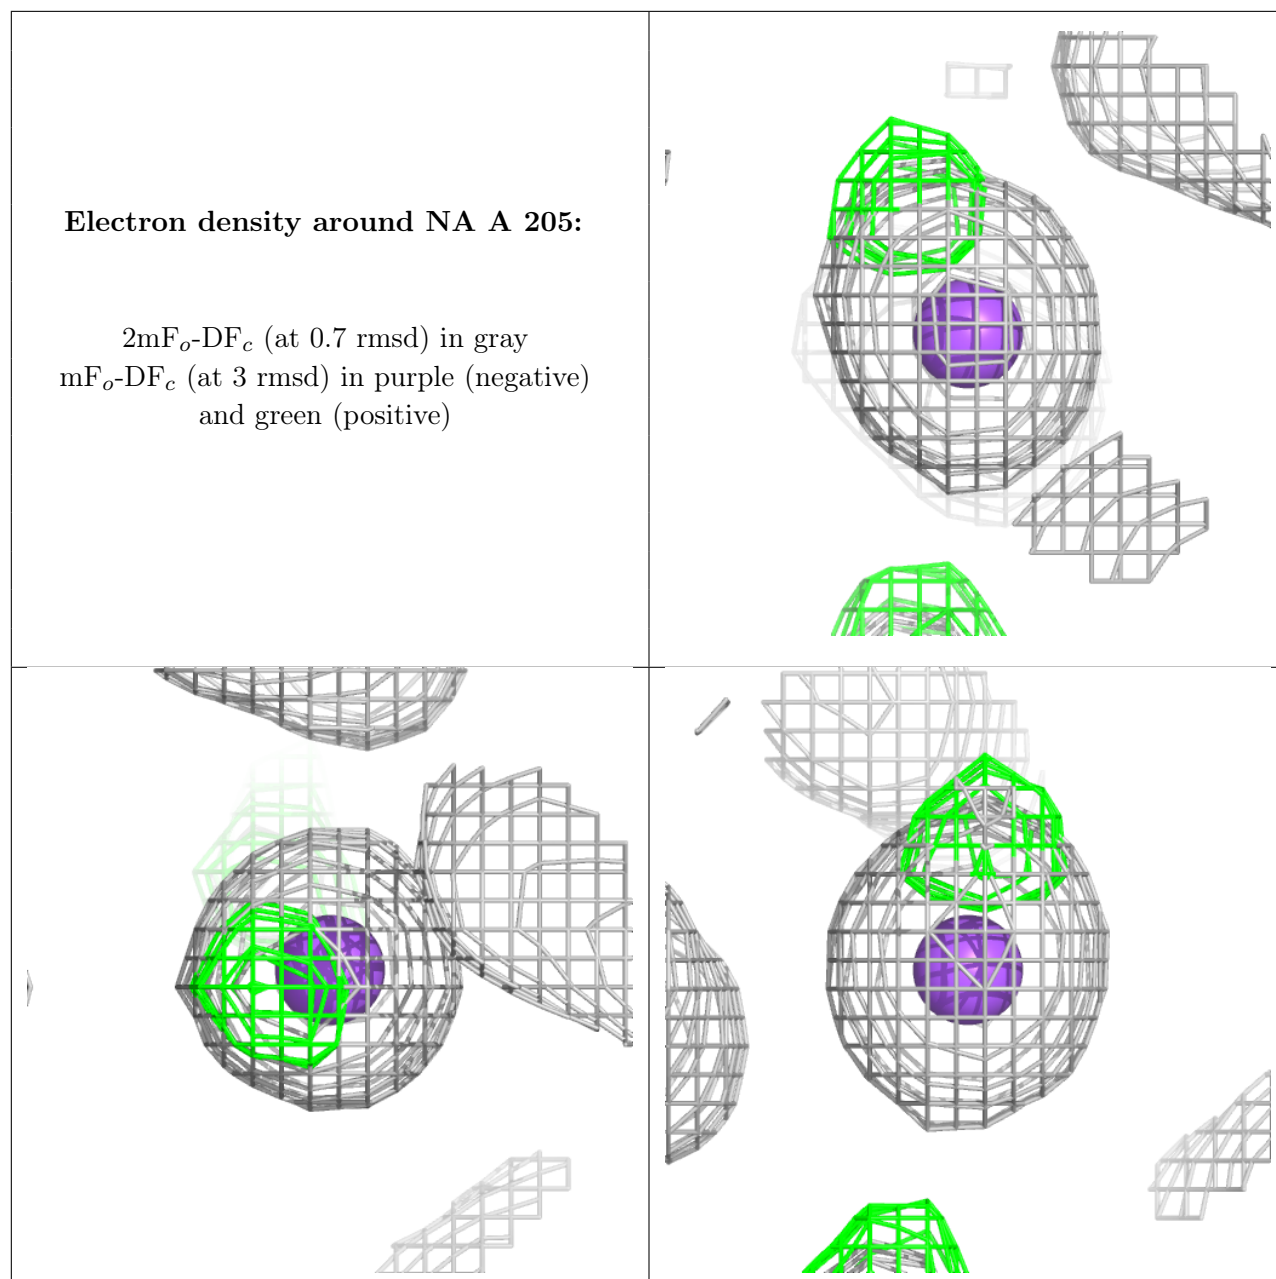 Electron density around NA A 205:
2mFo-DFc (at 0.7 rmsd) in gray
mFo-DFc (at 3 rmsd) in purple (negative)
and green (positive)